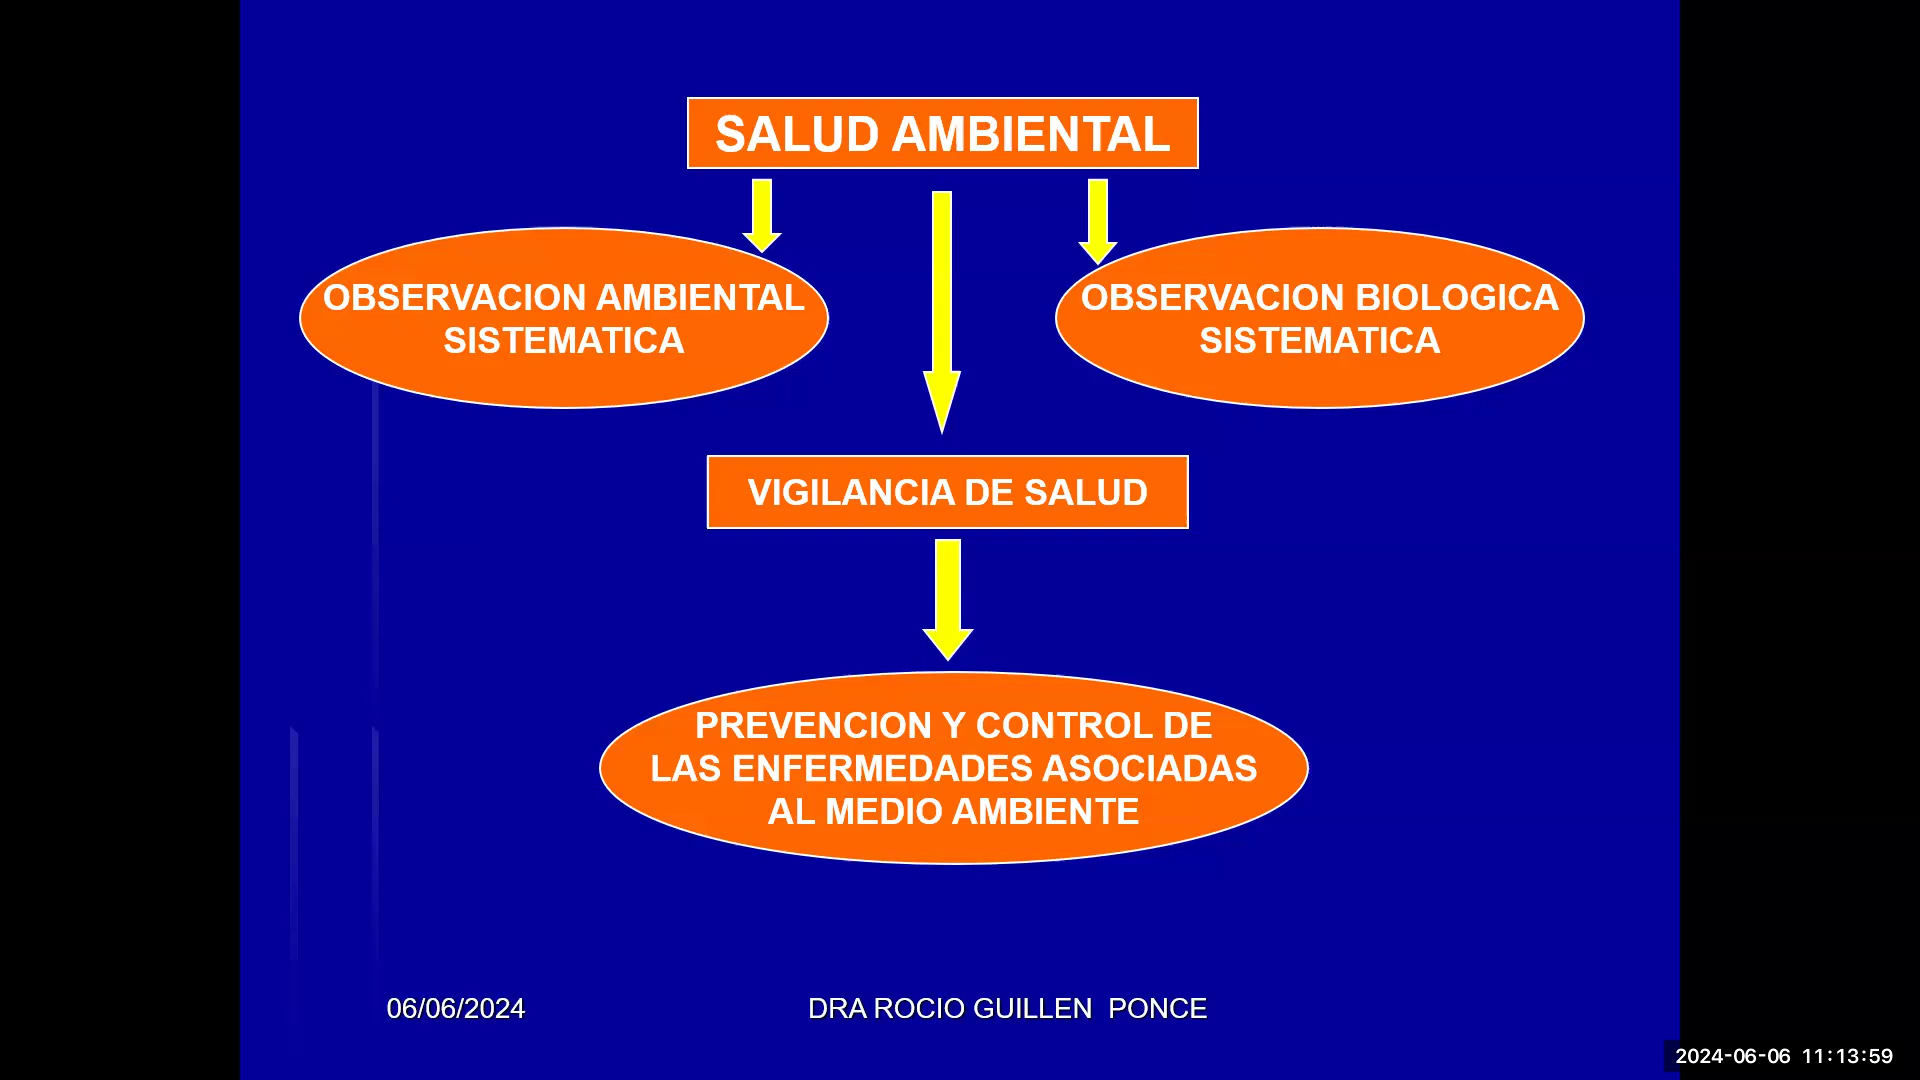 SALUD AMBIENTAL
OBSERVACION AMBIENTAL
SISTEMATICA
OBSERVACION BIOLOGICA
SISTEMATICA
VIGILANCIA DE SALUD
PREVENCION Y CONTROL DE
LAS ENFERMEDADES ASOCIADAS
AL MEDIO AMBIENTE
06/06/2024
DRA ROCIO GUILLEN  PONCE
2024-06-06 11:13:59